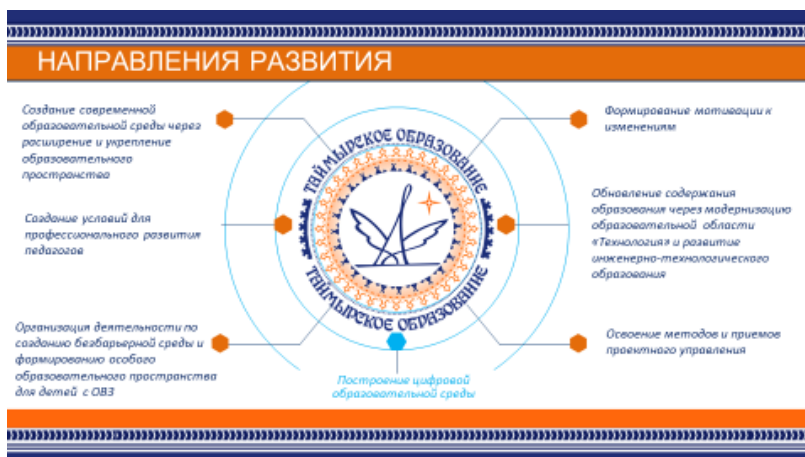 НАПРАВЛЕНИЯ РАЗВИТИЯ
Создание современной
образовательной среды через
расширение и укрепление
образовательного
пространства
Создание условий для
профессионального развития
педагогов
Организация деятельности по
созданию безбарьерной среды и
формированию особого
образовательного пространства
для детей с ОВЗ
ТАЙМЫРСКОЕ ОБРАЗОВАНИЕ
ТАЙМЫРСКОЕ ОБРАЗОВАНИЕ
Построение цифровой
образовательной среды
Формирование мотивации к
изменениям
Обновление содержания
образования через модернизацию
образовательной области
«Технология» и развитие
инженерно-технологического
образования
Освоение методов и приемов
проектного управления